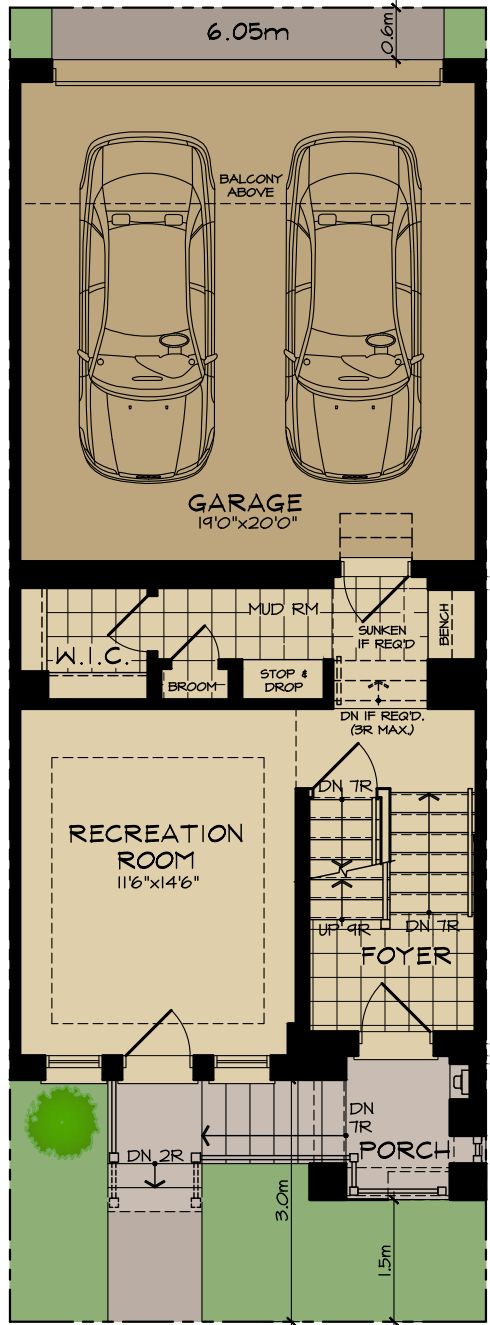 6.05m
0.6m
BALCONY
ABOVE
GARAGE
19'0"x20'0"
MUD RM
SUNKEN
IF REQ'D
BENCH
W.I.C.
BROOM
STOP &
DROP
DN IF REQ'D.
(3R MAX.)
DN 7R
RECREATION
ROOM
11'6"x14'6"
UP 9R
DN 7R
FOYER
DN
7R
PORCH
DN 2R
3.0m
1.5m